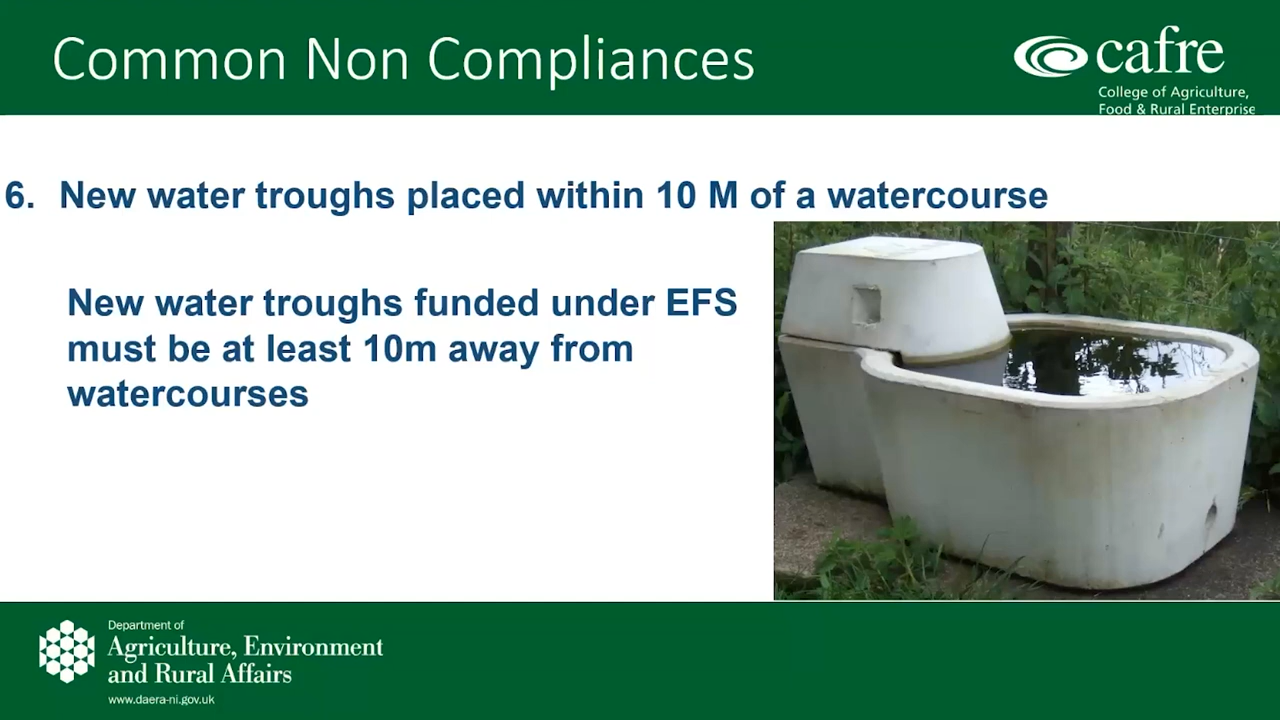 Common Non Compliances
cafre
College of Agriculture,
Food & Rural Enterprise
6. New water troughs placed within 10 M of a watercourse
New water troughs funded under EFS
must be at least 10m away from
watercourses
Department of
Agriculture, Environment
and Rural Affairs
www.daera-ni.gov.uk